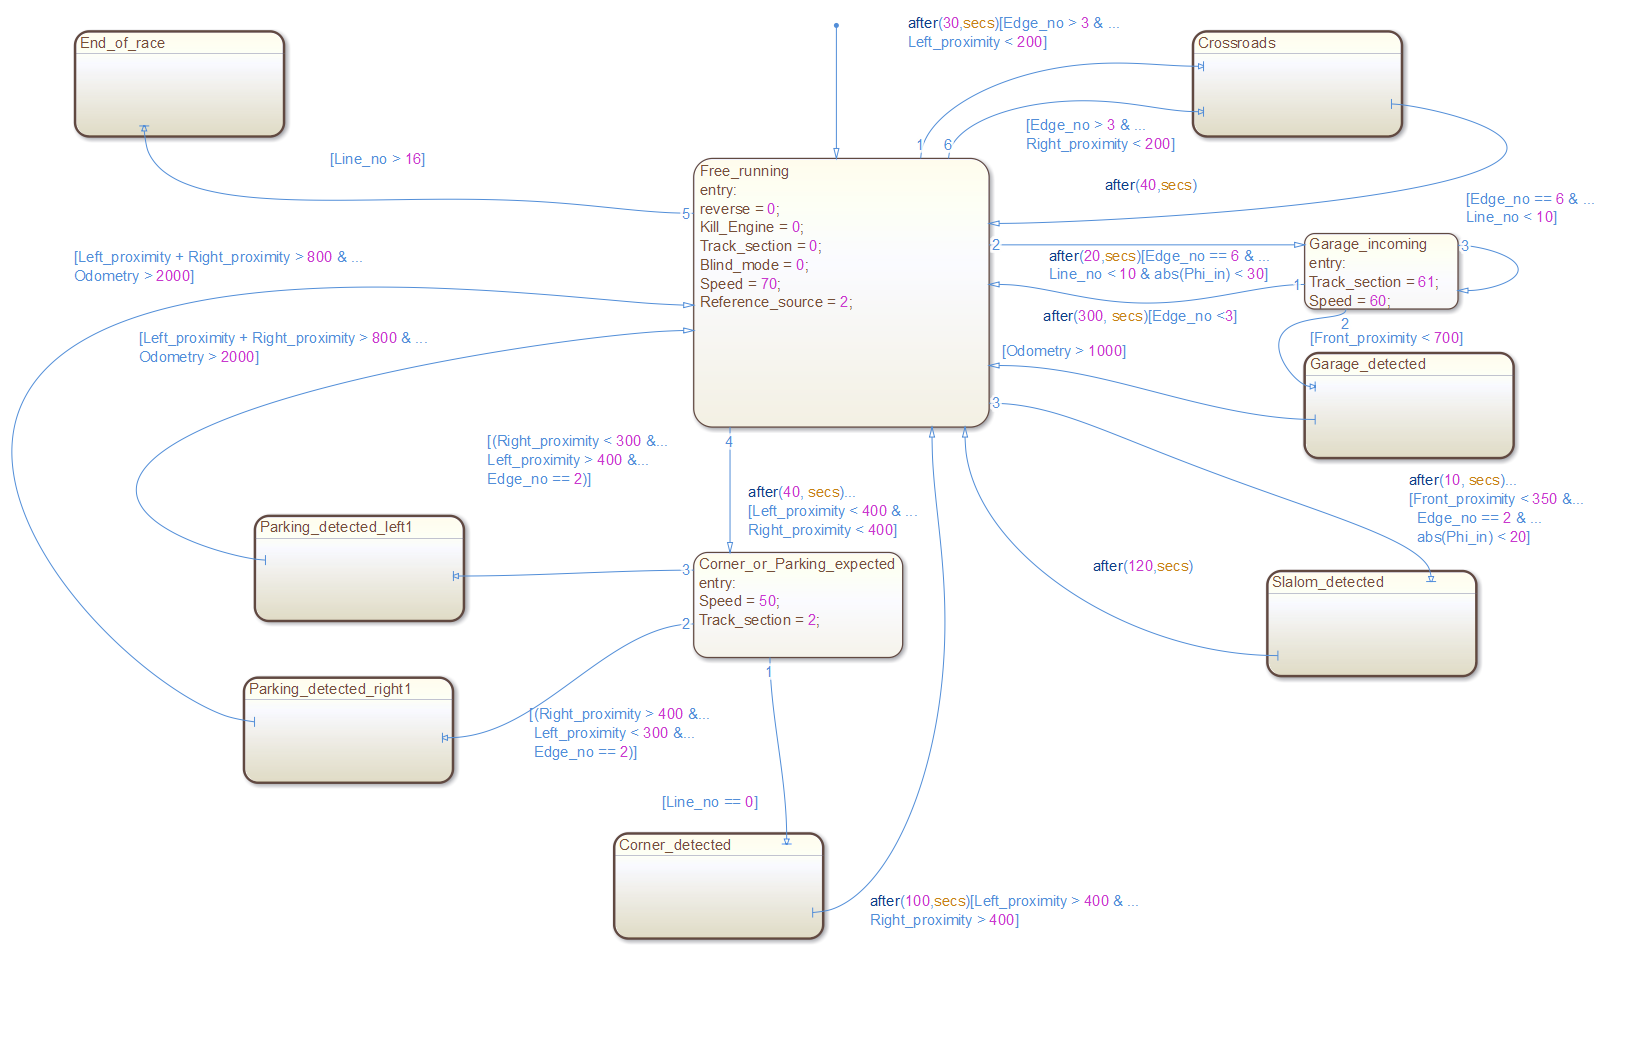 after(30,secs)[Edge_no > 3 & ...
Left_proximity < 200]
End_of_race
Crossroads
[Edge_no > 3 & ...
Right_proximity < 200]
1
6
[Line_no > 16]
Free_running
entry:
reverse = 0;
Kill_Engine = 0;
Track_section = 0;
Blind_mode = 0;
Speed = 70;
Reference_source = 2;
after(40,secs)
[Edge_no == 6 & ...
Line_no < 10]
5
2
Garage_incoming
entry:
Track_section = 61;
Speed = 60;
3
[Left_proximity + Right_proximity > 800 & ...
Odometry > 2000]
after(20,secs)[Edge_no == 6 & ...
Line_no < 10 & abs(Phi_in) < 30]
1
after(300, secs)[Edge_no <3]
2
[Front_proximity < 700]
[Left_proximity + Right_proximity > 800 & ...
Odometry > 2000]
[Odometry > 1000]
Garage_detected
3
[(Right_proximity < 300 &...
Left_proximity > 400 &...
Edge_no == 2)]
4
after(40, secs)...
[Left_proximity < 400 & ...
Right_proximity < 400]
after(10, secs)...
[Front_proximity < 350 &...
Edge_no == 2 & ...
abs(Phi_in) < 20]
Parking_detected_left1
Corner_or_Parking_expected
entry:
Speed = 50;
Track_section = 2;
3
2
1
after(120,secs)
Slalom_detected
Parking_detected_right1
[(Right_proximity > 400 &...
Left_proximity < 300 &...
Edge_no == 2)]
[Line_no == 0]
Corner_detected
after(100,secs)[Left_proximity > 400 & ...
Right_proximity > 400]